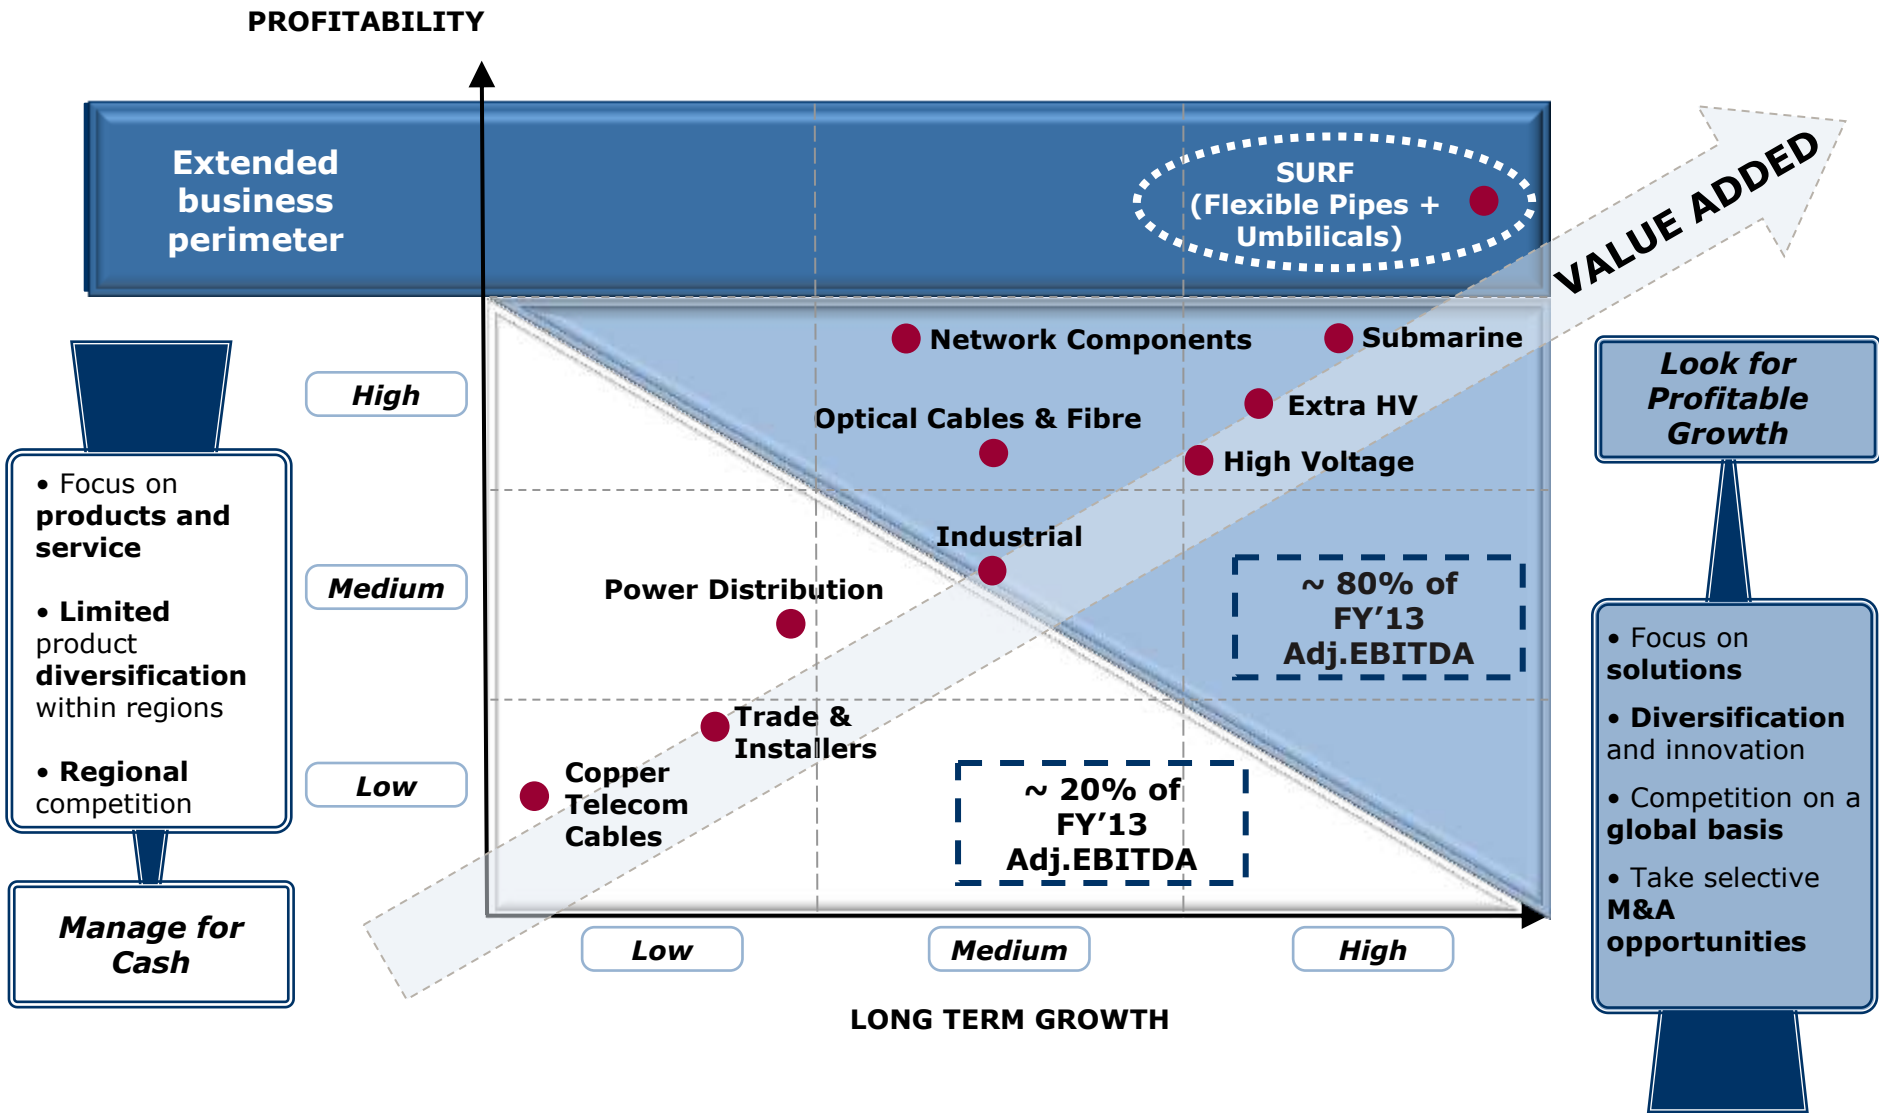 PROFITABILITY
Extended
business
perimeter
SURF
(Flexible Pipes +
Umbilicals)
VALUE ADDED
Network Components
Submarine
Extra HV
Optical Cables & Fibre
High Voltage
Industrial
Power Distribution
Trade &
Installers
Copper
Telecom
Cables
~ 80% of
FY’13
Adj.EBITDA
~ 20% of
FY’13
Adj.EBITDA
High
Medium
Low
Low
Medium
High
LONG TERM GROWTH
• Focus on
products and
service
• Limited
product
diversification
within regions
• Regional
competition
Manage for
Cash
Look for
Profitable
Growth
• Focus on
solutions
• Diversification
and innovation
• Competition on a
global basis
• Take selective
M&A
opportunities